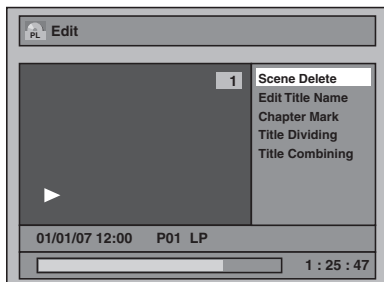 PL Edit
1
Scene Delete
Edit Title Name
Chapter Mark
Title Dividing
Title Combining
01/01/07 12:00 P01 LP
1 : 25 : 47